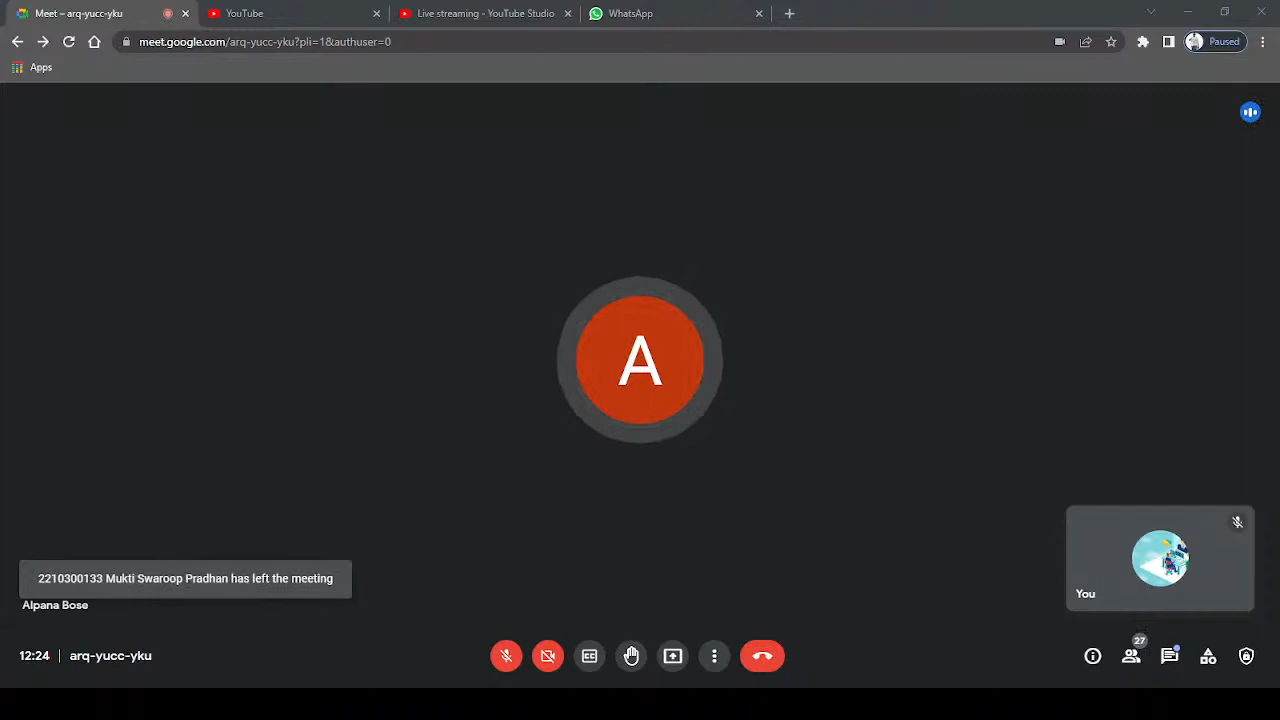 Meet – arq-yucc-yku
YouTube
Live streaming - YouTube Studio
WhatsApp
meet.google.com/arq-yucc-yku?pli=1&authuser=0
Paused
Apps
A
2210300133 Mukti Swaroop Pradhan has left the meeting
Alpana Bose
You
12:24 | arq-yucc-yku
CC
27